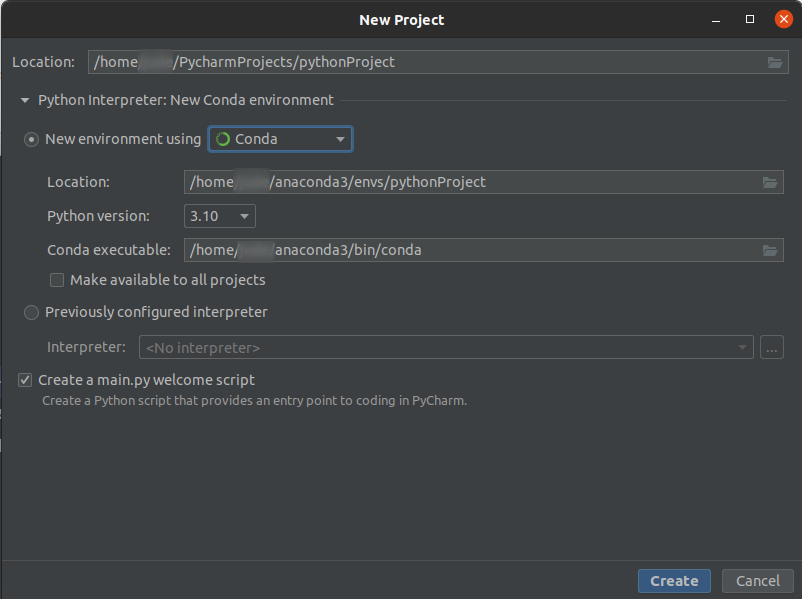 New Project
Location: /home /PycharmProjects/pythonProject
Python Interpreter: New Conda environment
New environment using Conda
Location: /home /anaconda3/envs/pythonProject
Python version: 3.10
Conda executable: /home/ anaconda3/bin/conda
Make available to all projects
Previously configured interpreter
Interpreter: <No interpreter> ...
Create a main.py welcome script
Create a Python script that provides an entry point to coding in PyCharm.
Create Cancel